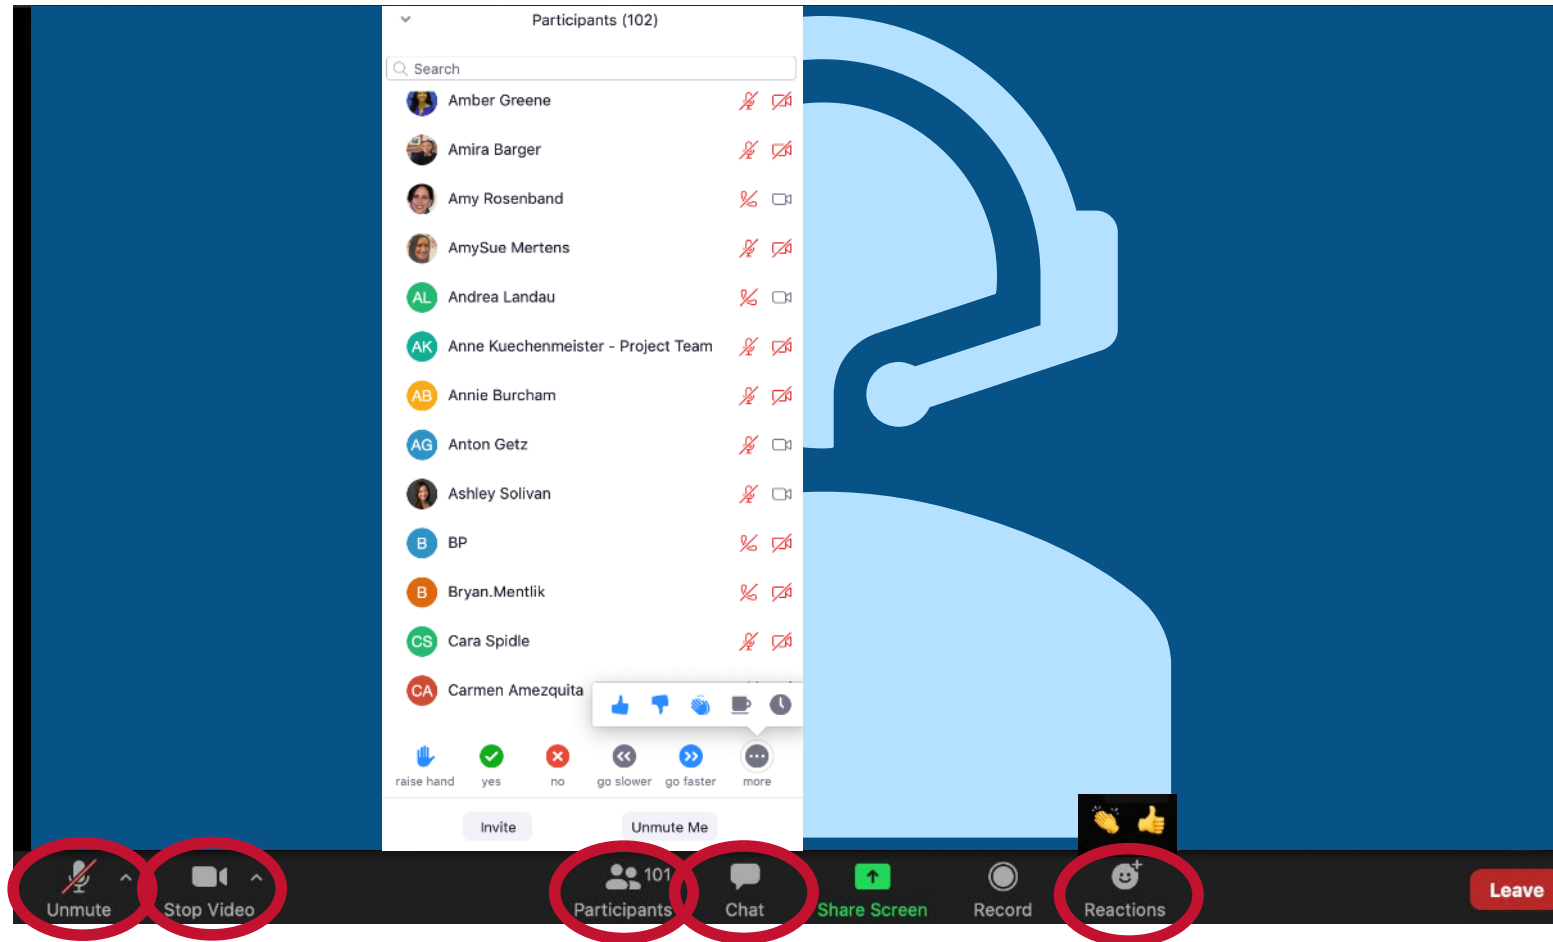 Participants (102)
Search
Amber Greene
Amira Barger
Amy Rosenband
AmySue Mertens
AL Andrea Landau
AK Anne Kuechenmeister - Project Team
AB Annie Burcham
AG Anton Getz
Ashley Solivan
B BP
B Bryan.Mentlik
CS Cara Spidle
CA Carmen Amezquita
raise hand yes no go slower go faster more
Invite Unmute Me
101
Unmute Stop Video Participants Chat Share Screen Record Reactions Leave